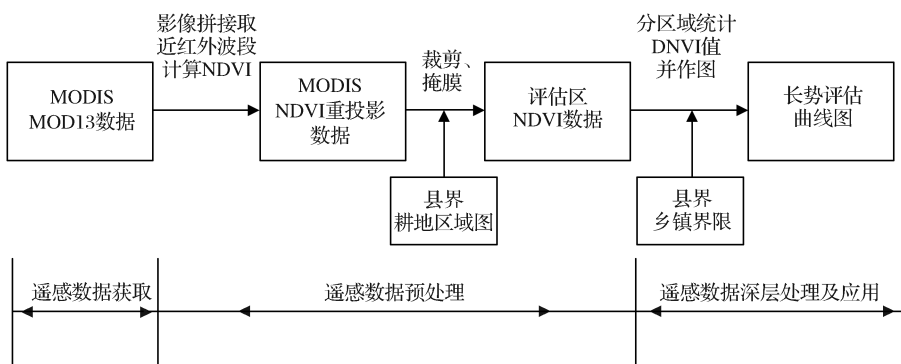 影像拼接取
近红外波段
计算NDVI
MODIS
MOD13数据
MODIS
NDVI重投影
数据
裁剪、
掩膜
评估区
NDVI数据
分区域统计
DNVI值
并作图
长势评估
曲线图
县界
耕地区域图
县界
乡镇界限
遥感数据获取
遥感数据预处理
遥感数据深层处理及应用